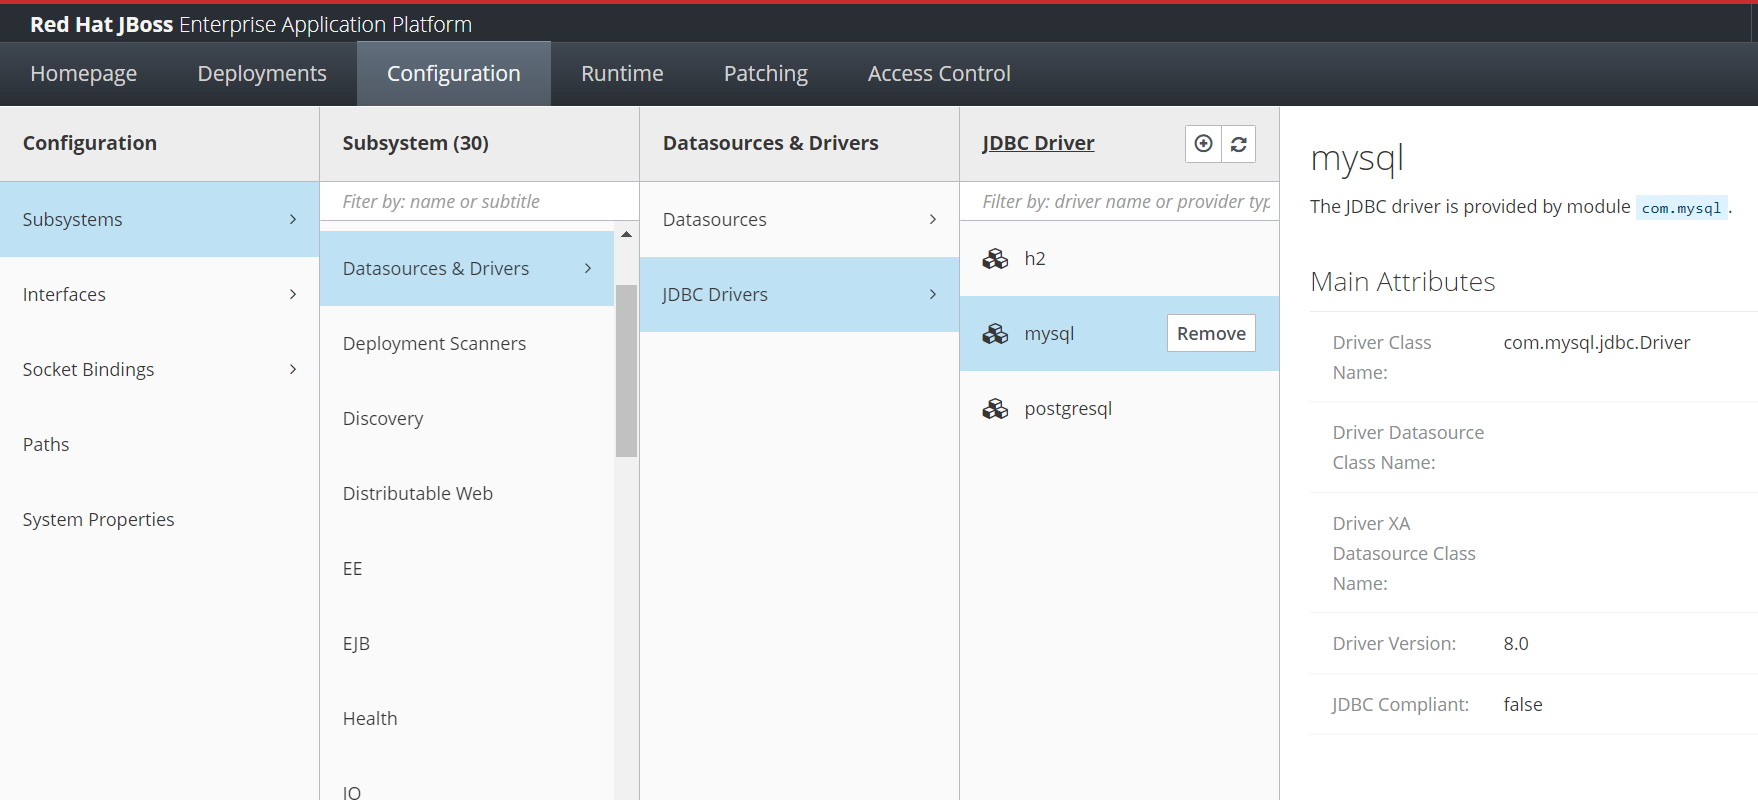 Red Hat JBoss Enterprise Application Platform
Homepage
Deployments
Configuration
Runtime
Patching
Access Control
Configuration
Subsystems
Interfaces
Socket Bindings
Paths
System Properties
Subsystem (30)
Fiter by: name or subtitle
Datasources & Drivers
Deployment Scanners
Discovery
Distributable Web
EE
EJB
Health
IO
Datasources & Drivers
Datasources
JDBC Drivers
JDBC Driver
Filter by: driver name or provider typ
h2
mysql
Remove
postgresql
mysql
The JDBC driver is provided by module com.mysql.
Main Attributes
Driver Class
Name:
com.mysql.jdbc.Driver
Driver Datasource
Class Name:
Driver XA
Datasource Class
Name:
Driver Version:
8.0
JDBC Compliant:
false